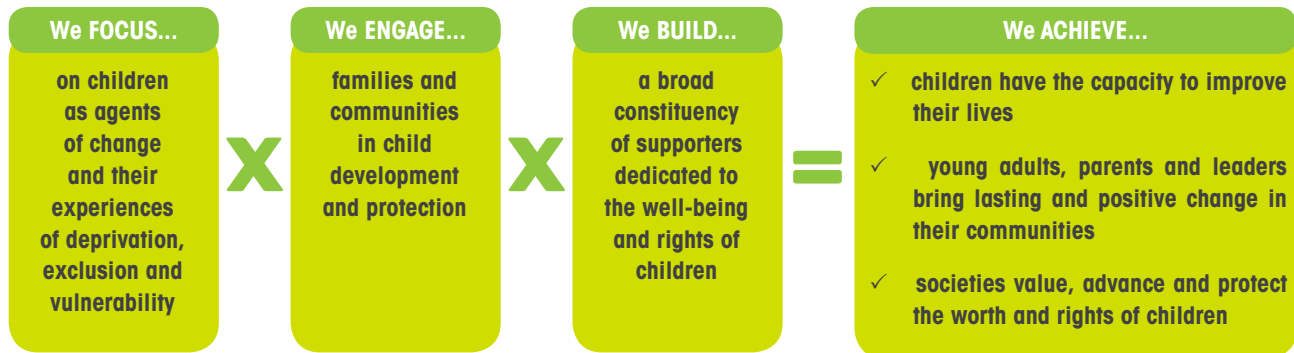 We FOCUS...
on children
as agents
of change
and their
experiences
of deprivation,
exclusion and
vulnerability
X
We ENGAGE...
families and
communities
in child
development
and protection
X
We BUILD...
a broad
constituency
of supporters
dedicated to
the well-being
and rights of
children
=
We ACHIEVE...
✓ children have the capacity to improve
their lives
✓ young adults, parents and leaders
bring lasting and positive change in
their communities
✓ societies value, advance and protect
the worth and rights of children